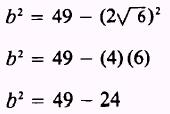 b² = 49 − (2√6)²
b² = 49 − (4)(6)
b² = 49 − 24